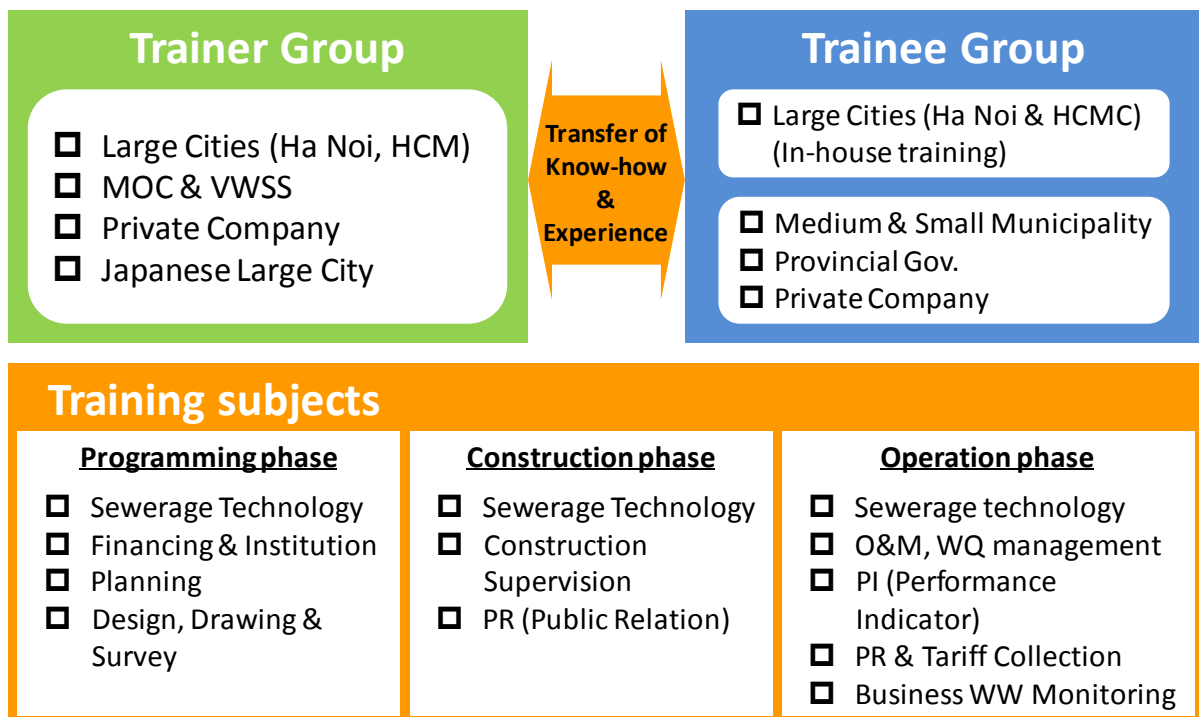 Trainer Group
Large Cities (Ha Noi, HCM)
MOC & VWSS
Private Company
Japanese Large City
Transfer of
Know-how
&
Experience
Trainee Group
Large Cities (Ha Noi & HCMC)
(In-house training)
Medium & Small Municipality
Provincial Gov.
Private Company
Training subjects
Programming phase
Sewerage Technology
Financing & Institution
Planning
Design, Drawing &
Survey
Construction phase
Sewerage Technology
Construction
Supervision
PR (Public Relation)
Operation phase
Sewerage technology
O&M, WQ management
PI (Performance
Indicator)
PR & Tariff Collection
Business WW Monitoring